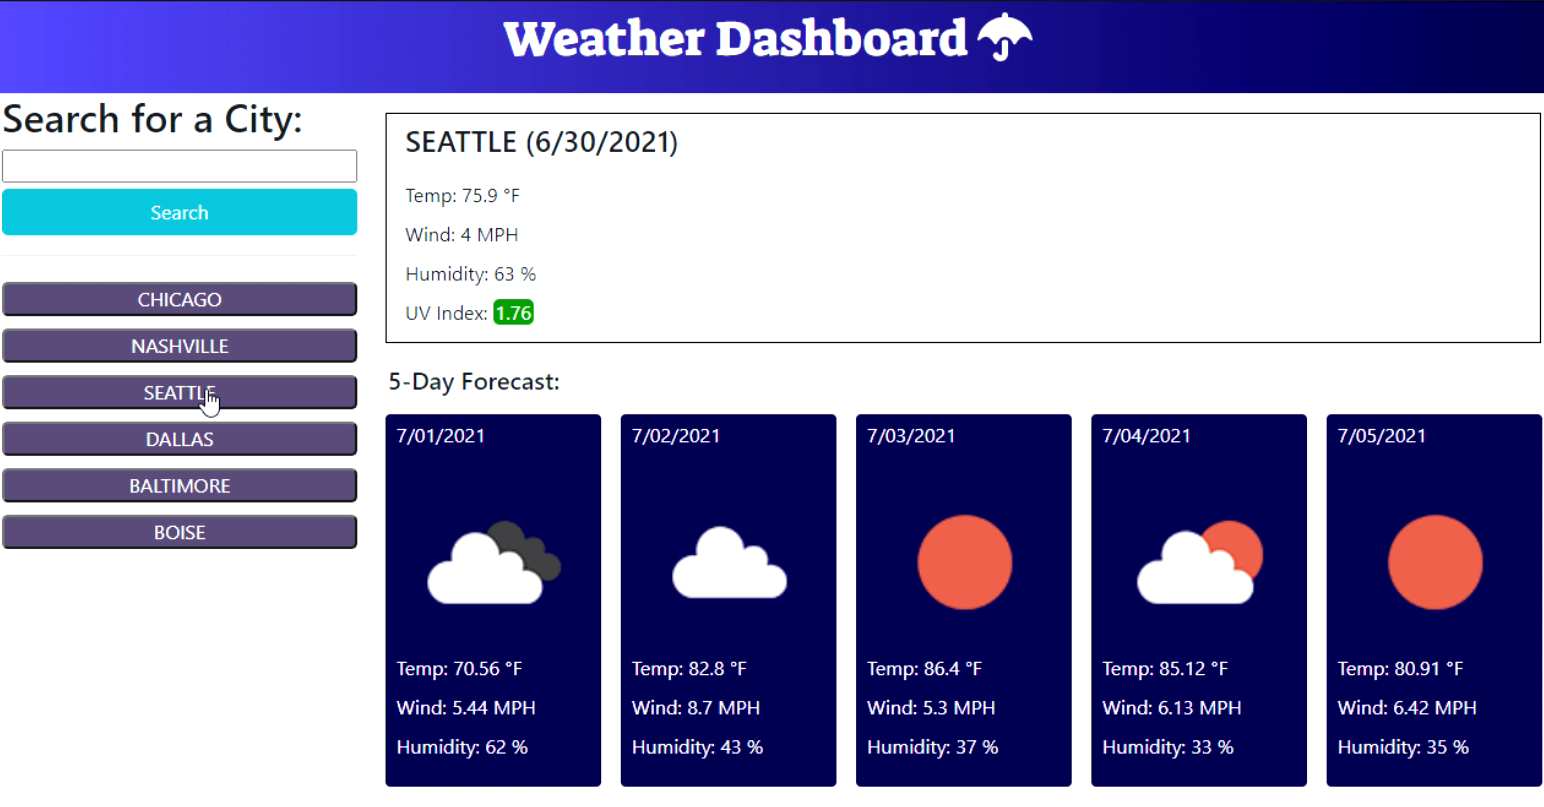 Weather Dashboard
Search for a City:
Search
CHICAGO
NASHVILLE
SEATTLE
DALLAS
BALTIMORE
BOISE
SEATTLE (6/30/2021)
Temp: 75.9 °F
Wind: 4 MPH
Humidity: 63 %
UV Index: 1.76
5-Day Forecast:
7/01/2021
Temp: 70.56 °F
Wind: 5.44 MPH
Humidity: 62 %
7/02/2021
Temp: 82.8 °F
Wind: 8.7 MPH
Humidity: 43 %
7/03/2021
Temp: 86.4 °F
Wind: 5.3 MPH
Humidity: 37 %
7/04/2021
Temp: 85.12 °F
Wind: 6.13 MPH
Humidity: 33 %
7/05/2021
Temp: 80.91 °F
Wind: 6.42 MPH
Humidity: 35 %